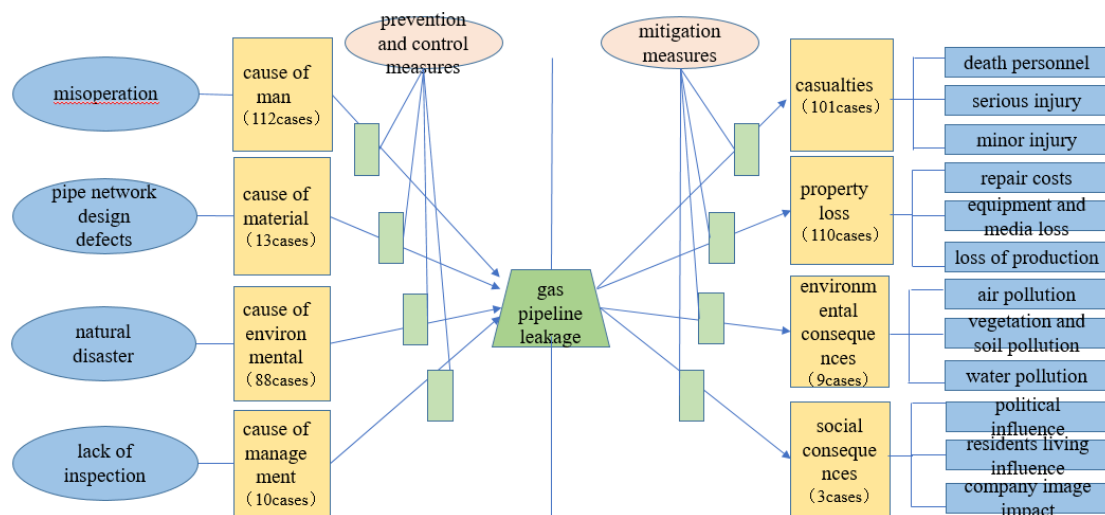 prevention
and control
measures
mitigation
measures
misoperation
cause of
man
（112cases）
pipe network
design
defects
cause of
material
（13cases）
natural
disaster
cause of
environ
mental
（88cases）
lack of
inspection
cause of
manage
ment
（10cases）
gas
pipeline
leakage
casualties
（101cases）
death personnel
serious injury
minor injury
property
loss
（110cases）
repair costs
equipment and
media loss
loss of production
environm
ental
consequ
ences
（9cases）
air pollution
vegetation and
soil pollution
water pollution
social
consequ
ences
（3cases）
political
influence
residents living
influence
company image
impact